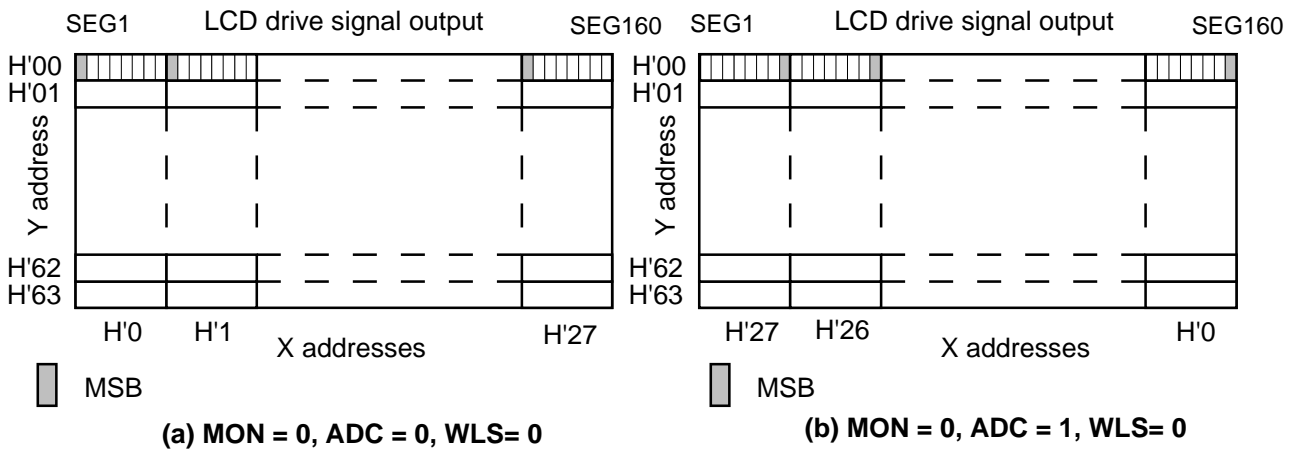 SEG1 LCD drive signal output SEG160
H'00
H'01
Y address
H'62
H'63
H'0 H'1 H'27
X addresses
MSB
(a) MON = 0, ADC = 0, WLS= 0
SEG1 LCD drive signal output SEG160
H'00
H'01
Y address
H'62
H'63
H'27 H'26 H'0
X addresses
MSB
(b) MON = 0, ADC = 1, WLS= 0